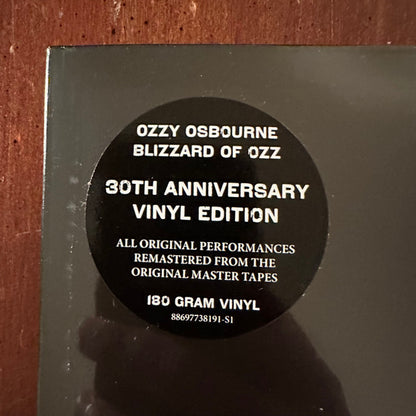 OZZY OSBOURNE
BLIZZARD OF OZZ
30TH ANNIVERSARY
VINYL EDITION
ALL ORIGINAL PERFORMANCES
REMASTERED FROM THE
ORIGINAL MASTER TAPES
180 GRAM VINYL
88697738191-S1